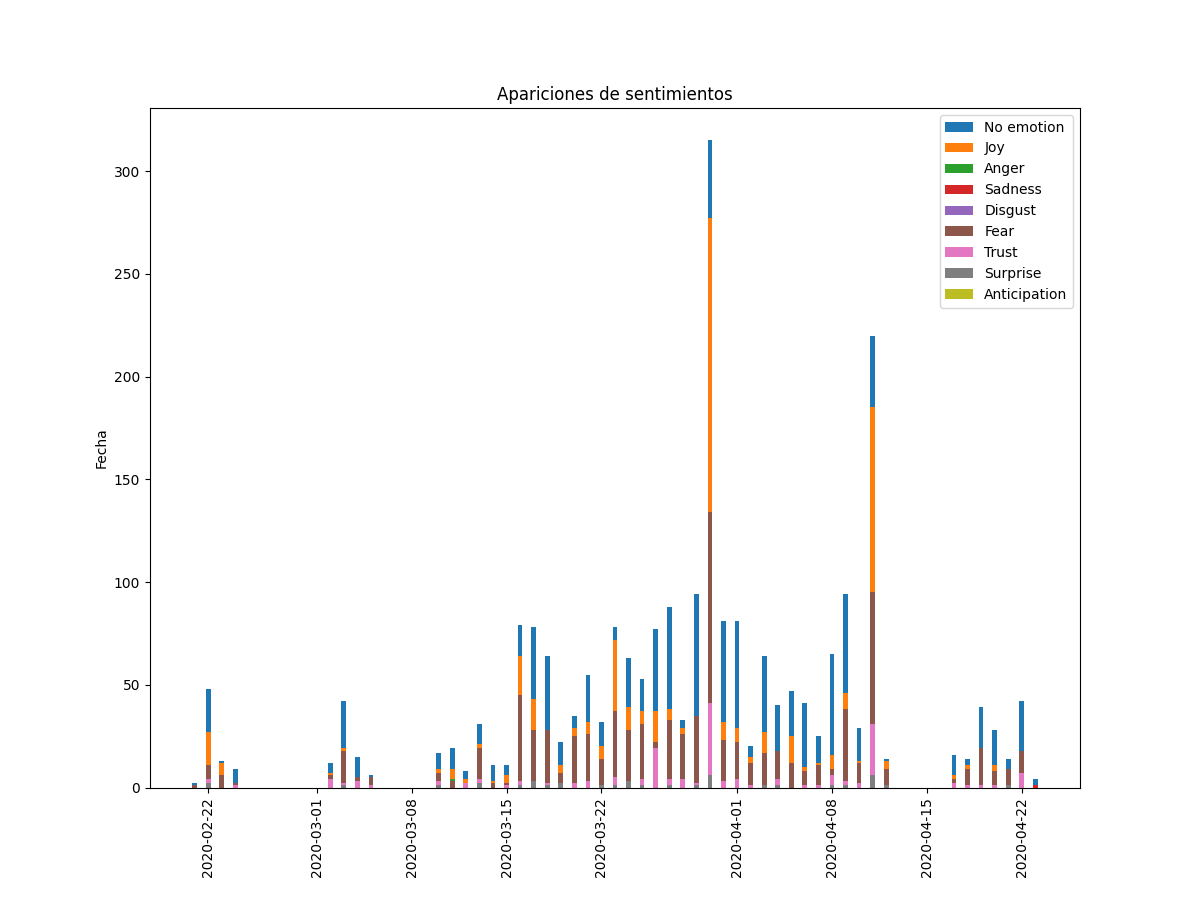 Apariciones de sentimientos
No emotion
Joy
Anger
Sadness
Disgust
Fear
Trust
Surprise
Anticipation
Fecha
300
250
200
150
100
50
0
2020-02-22
2020-03-01
2020-03-08
2020-03-15
2020-03-22
2020-04-01
2020-04-08
2020-04-15
2020-04-22